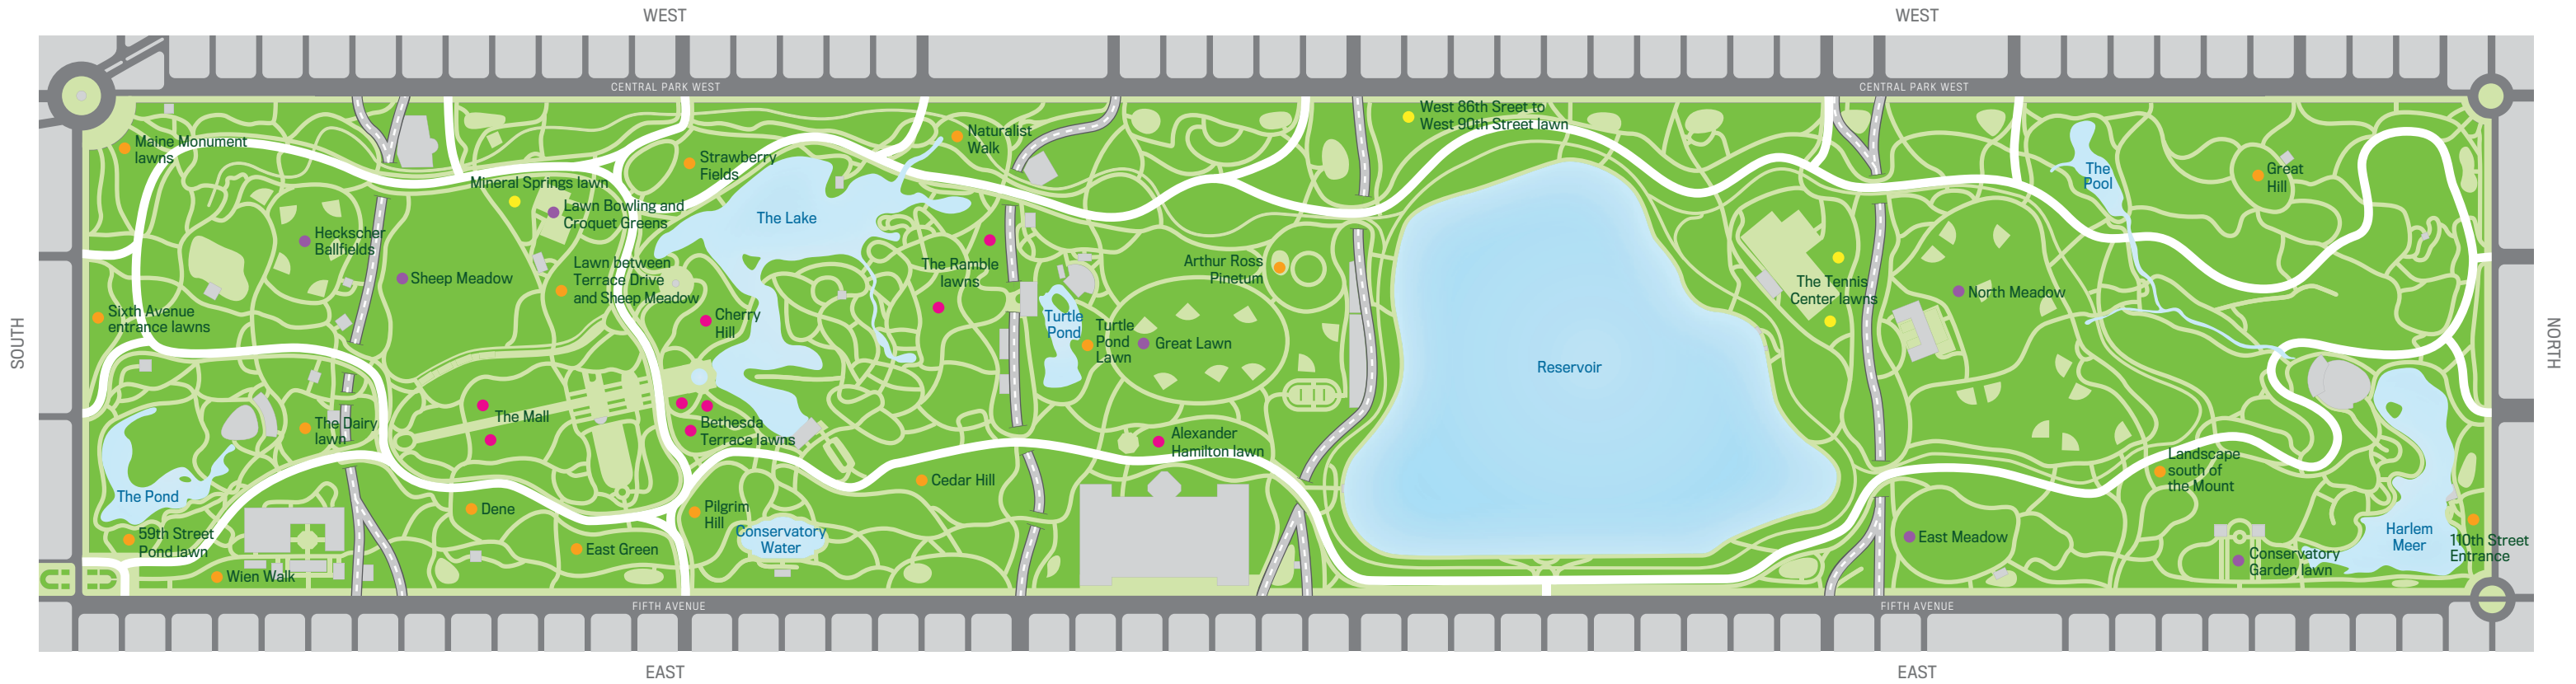 WEST
WEST
CENTRAL PARK WEST
CENTRAL PARK WEST
Maine Monument
lawns
Strawberry
Fields
Naturalist
Walk
West 86th Sreet to
West 90th Street lawn
The
Pool
Great
Hill
Mineral Springs lawn
Lawn Bowling and
Croquet Greens
The Lake
Heckscher
Ballfields
Sheep Meadow
Lawn between
Terrace Drive
and Sheep Meadow
The Ramble
lawns
Arthur Ross
Pinetum
The Tennis
Center lawns
North Meadow
Sixth Avenue
entrance lawns
Cherry
Hill
Turtle
Pond
Turtle
Pond
Lawn
Great Lawn
Reservoir
SOUTH
NORTH
The Dairy
lawn
The Mall
Bethesda
Terrace lawns
Alexander
Hamilton lawn
Landscape
south of
the Mount
The Pond
Dene
Pilgrim
Hill
Cedar Hill
59th Street
Pond lawn
East Green
Conservatory
Water
East Meadow
Conservatory
Garden lawn
Harlem
Meer
110th Street
Entrance
Wien Walk
FIFTH AVENUE
FIFTH AVENUE
EAST
EAST